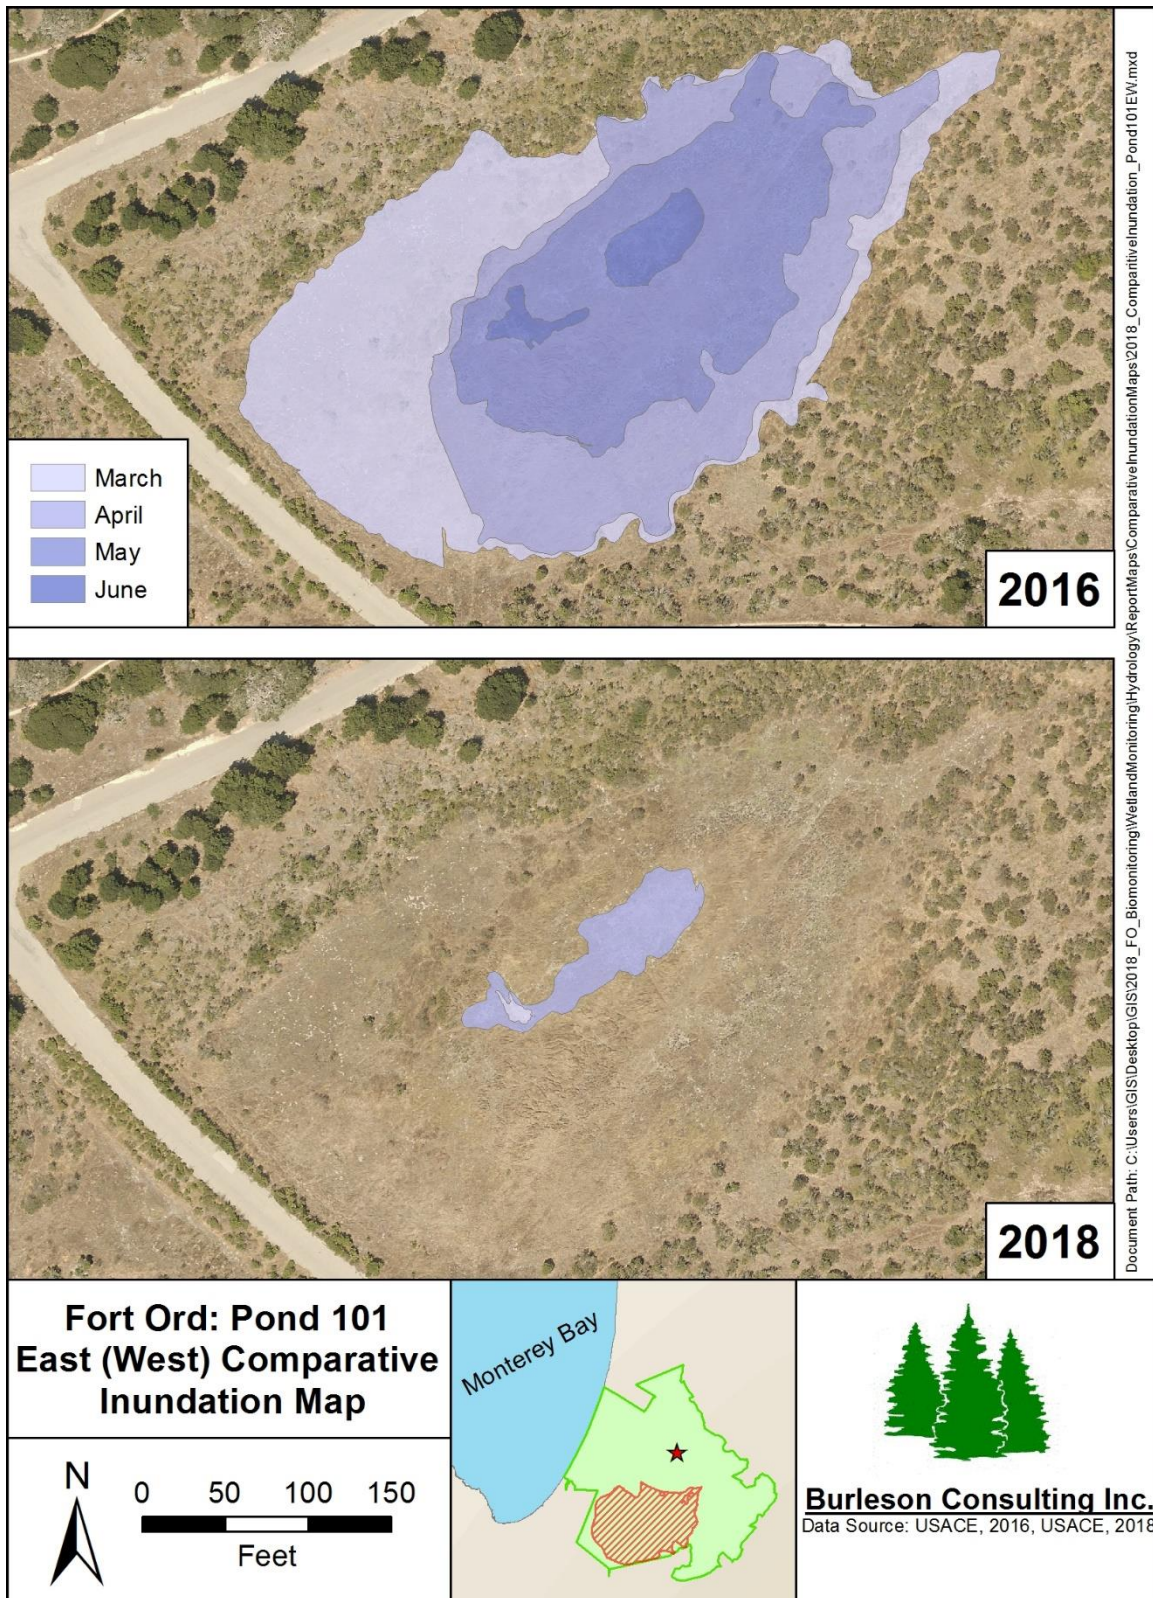 March
April
May
June
2016
2018
Document Path: C:\Users\GIS\Desktop\GIS\2018_FO_Biomonitoring\WetlandMonitoring\Hydrology\ReportMaps\ComparativeInundationMaps\2018_ComparitiveInundation_Pond101EW.mxd
Fort Ord: Pond 101
East (West) Comparative
Inundation Map
N
0 50 100 150
Feet
Monterey Bay
Burleson Consulting Inc.
Data Source: USACE, 2016, USACE, 2018